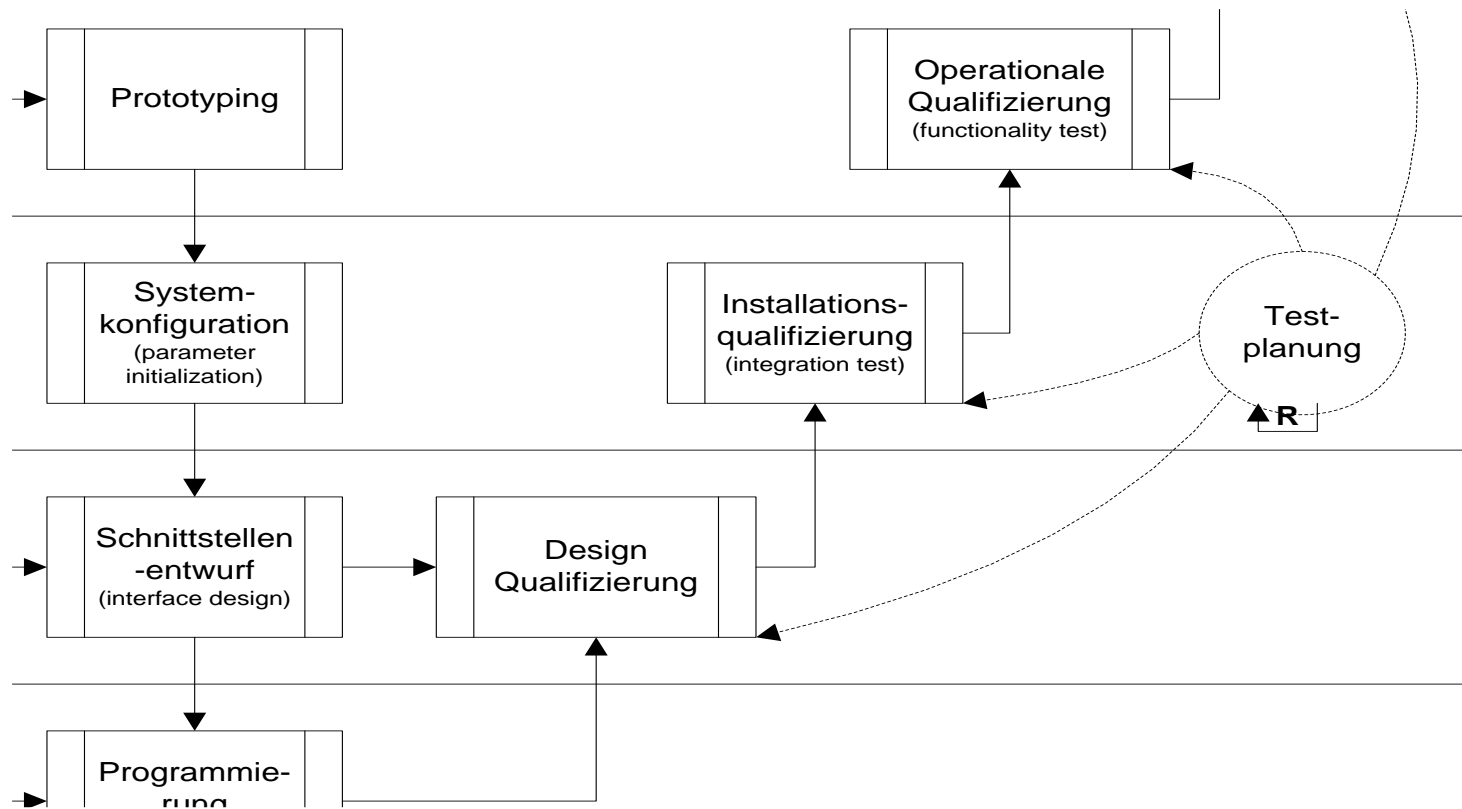 Prototyping
Operationale
Qualifizierung
(functionality test)
System-
konfiguration
(parameter
initialization)
Installations-
qualifizierung
(integration test)
Test-
planung
R
Schnittstellen
-entwurf
(interface design)
Design
Qualifizierung
Programmie-
rung